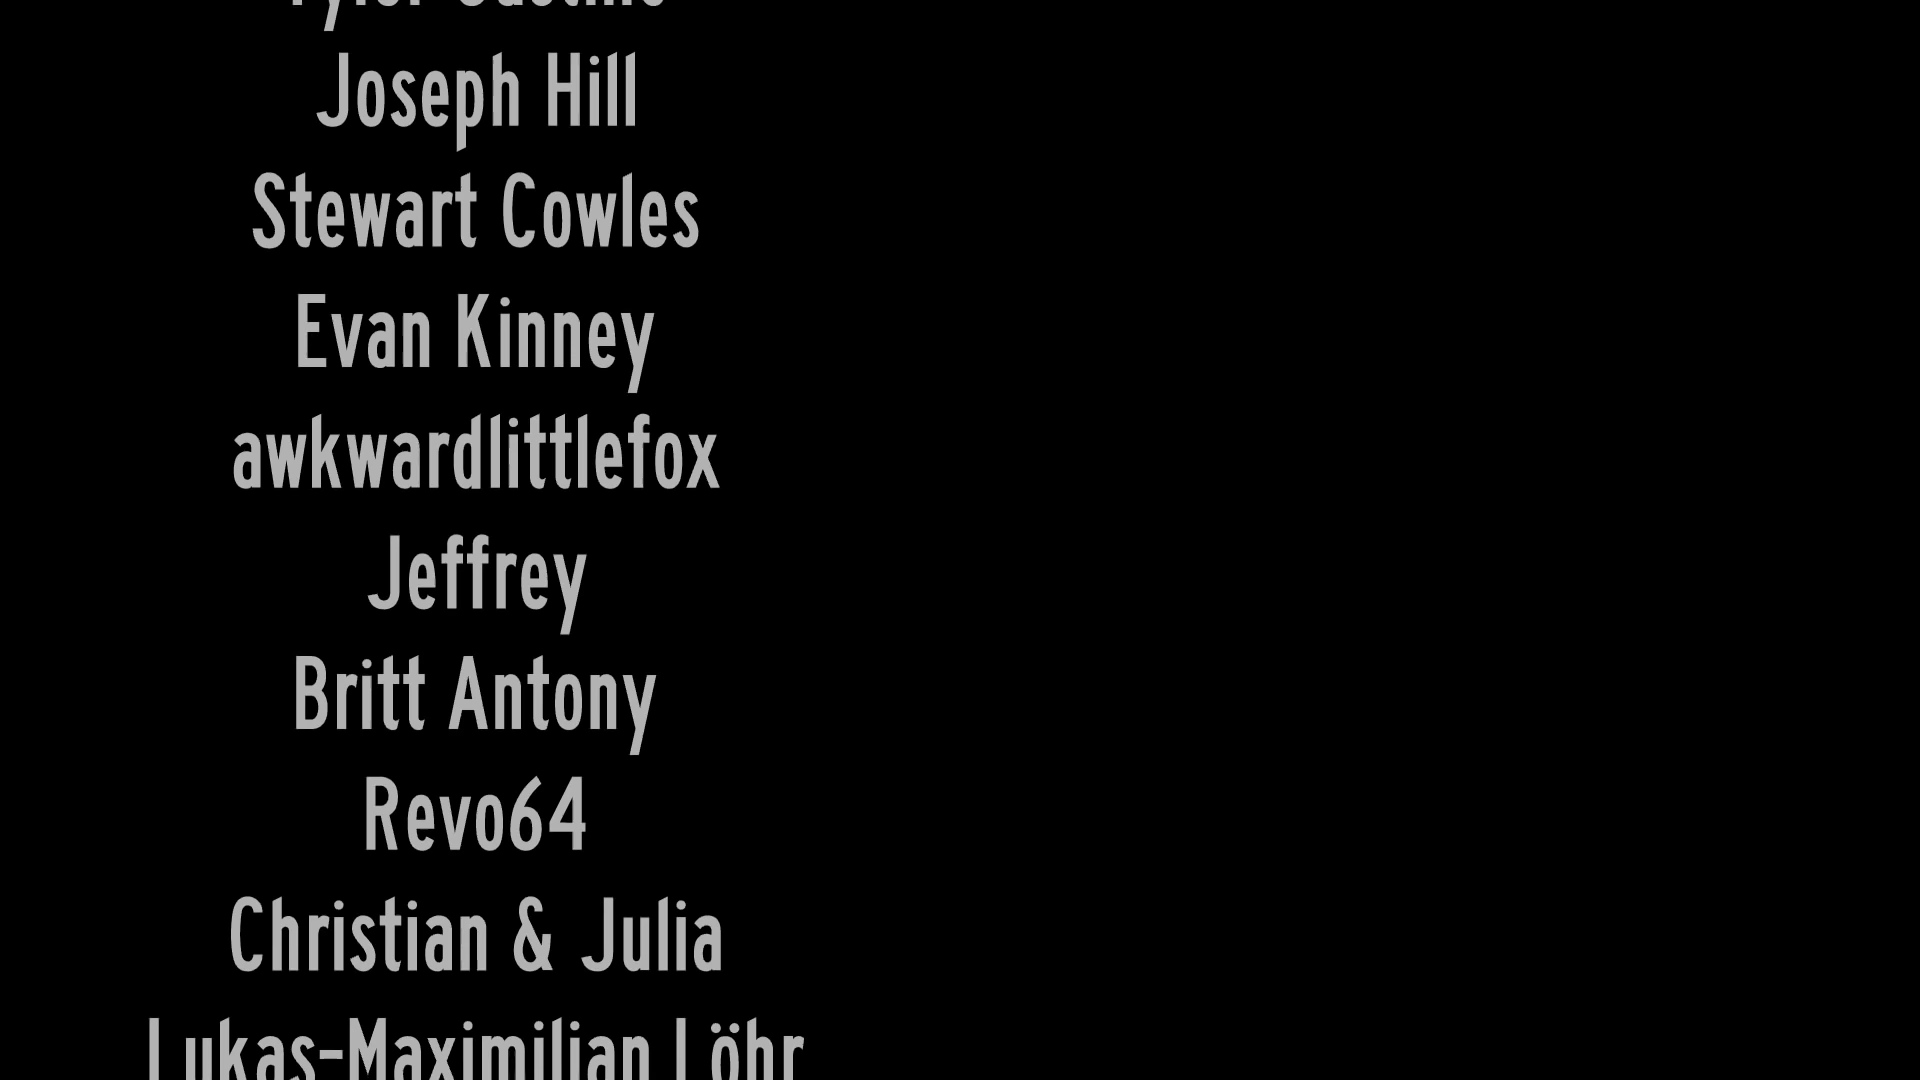 Joseph Hill
Stewart Cowles
Evan Kinney
awkwardlittlefox
Jeffrey
Britt Antony
Revo64
Christian & Julia
Lukas-Maximilian Löhr